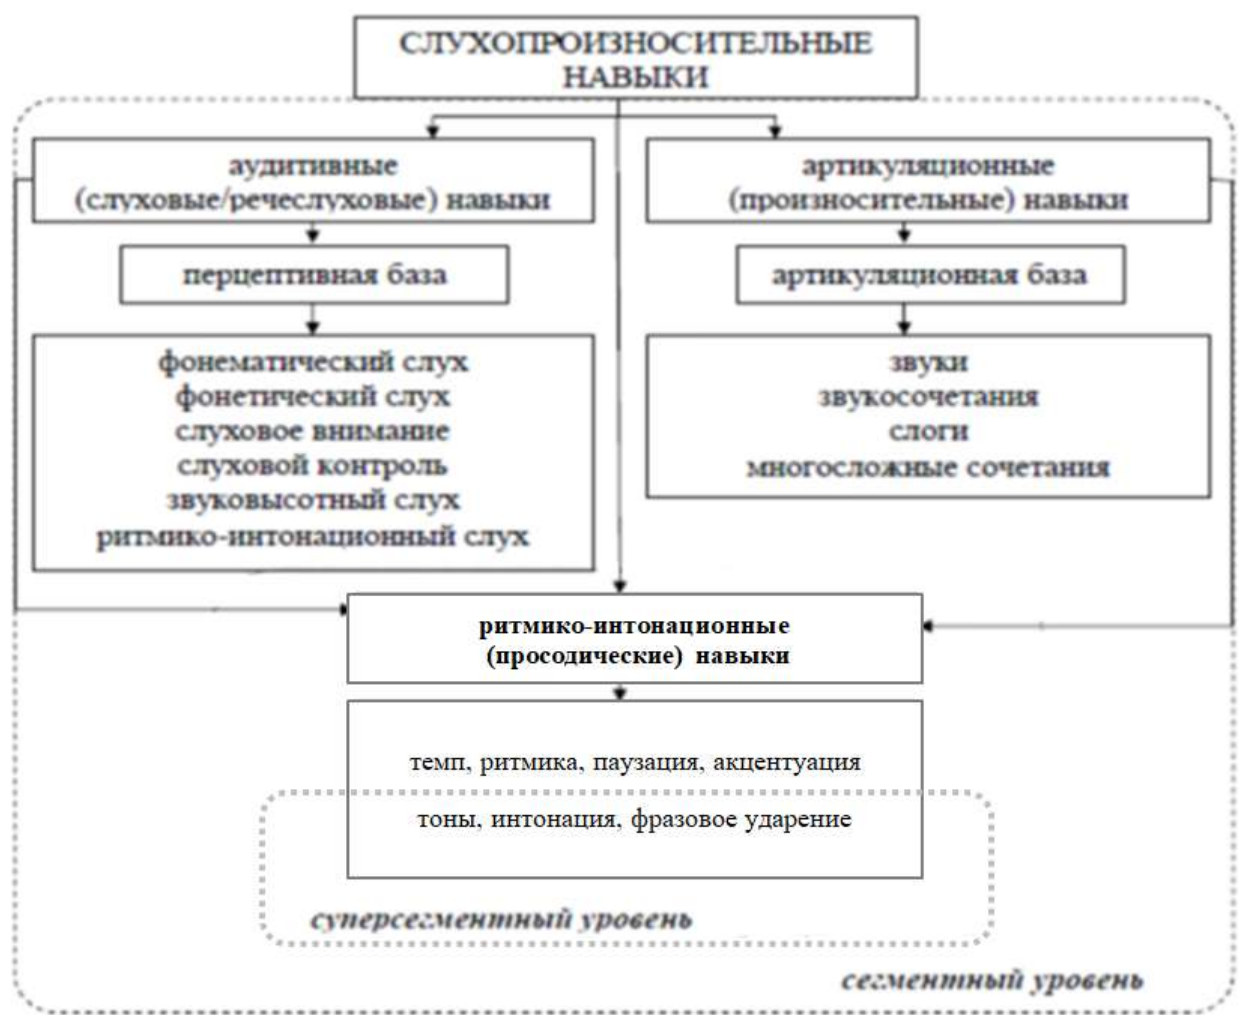 СЛУХОПРОИЗНОСИТЕЛЬНЫЕ
НАВЫКИ
аудитивные
(слуховые/речеслуховые) навыки
артикуляционные
(произносительные) навыки
перцептивная база
артикуляционная база
фонематический слух
фонетический слух
слуховое внимание
слуховой контроль
звуковысотный слух
ритмико-интонационный слух
звуки
звукосочетания
слоги
многосложные сочетания
ритмико-интонационные
(просодические) навыки
темп, ритмика, паузация, акцентуация
тоны, интонация, фразовое ударение
суперсегментный уровень
сегментный уровень